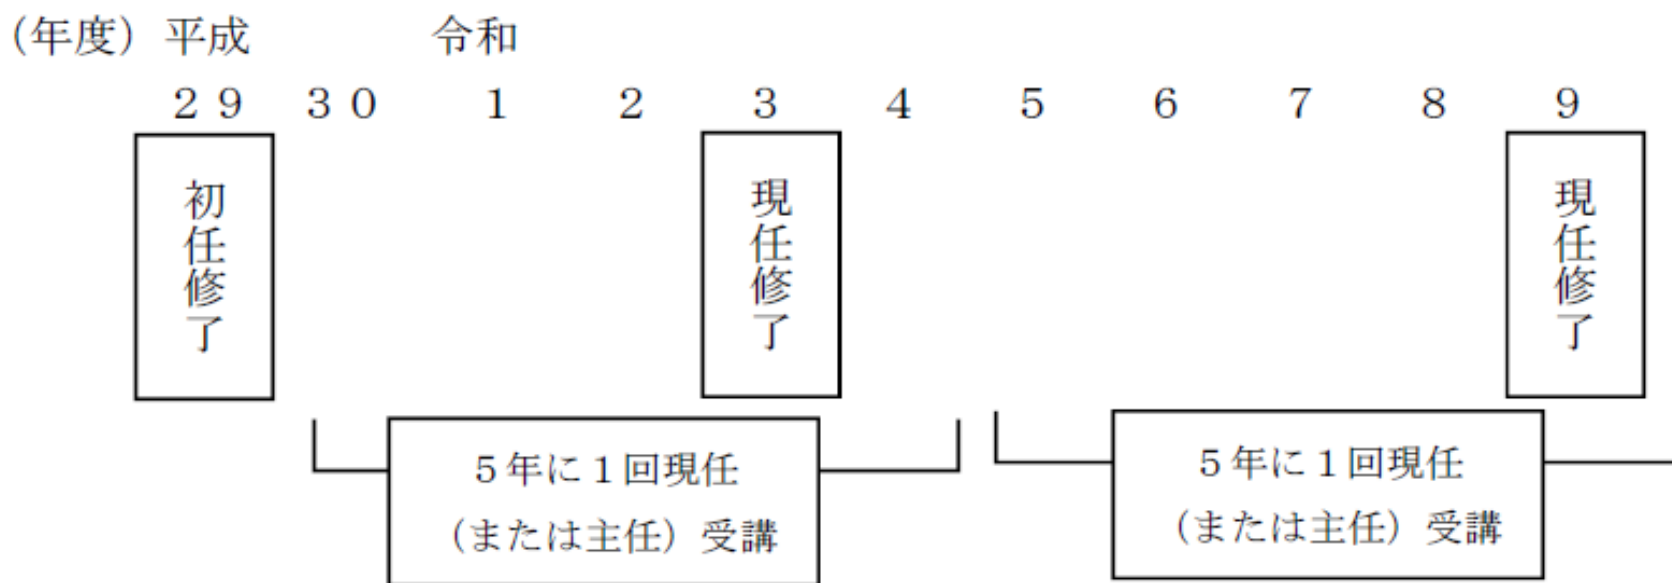 （年度）平成　令和
２９　３０　１　２　３　４　５　６　７　８　９
初任修了
現任修了
現任修了
５年に１回現任
（または主任）受講
５年に１回現任
（または主任）受講